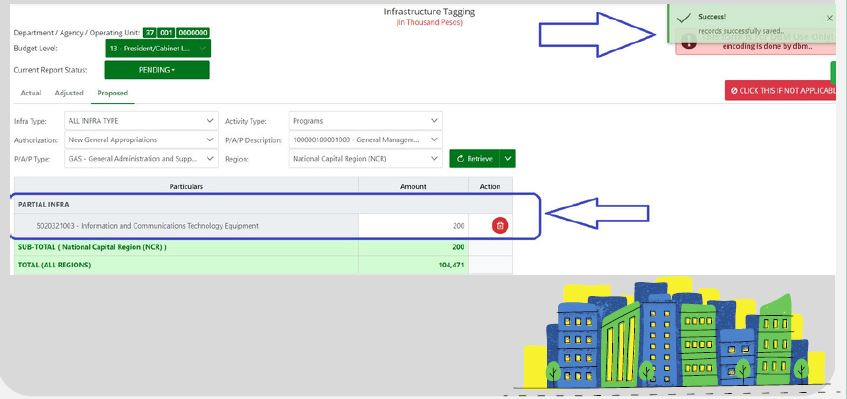 Infrastructure Tagging
(in Thousand Pesos)
Success!
records successfully saved..
encoding is done by dbm..
Department / Agency / Operating Unit: 37 001 0000000
Budget Level: 13 - President/Cabinet L...
Current Report Status: PENDING
CLICK THIS IF NOT APPLICABL
Actual Adjusted Proposed
Infra Type: ALL INFRA TYPE Activity Type: Programs
Authorization: New General Appropriations P/A/P Description: 100000100001000 - General Managem...
P/A/P Type: GAS - General Administration and Supp... Region: National Capital Region (NCR) Retrieve
Particulars Amount Action
PARTIAL INFRA
5020321003 - Information and Communications Technology Equipment 200
SUB-TOTAL ( National Capital Region (NCR) ) 200
TOTAL (ALL REGIONS) 104,471